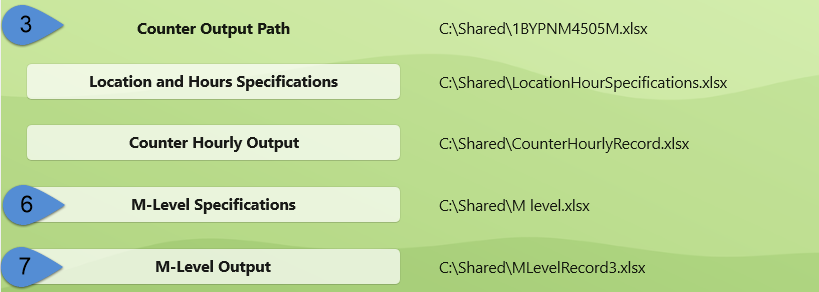 3 Counter Output Path C:\Shared\1BYPNM4505M.xlsx
Location and Hours Specifications C:\Shared\LocationHourSpecifications.xlsx
Counter Hourly Output C:\Shared\CounterHourlyRecord.xlsx
6 M-Level Specifications C:\Shared\M level.xlsx
7 M-Level Output C:\Shared\MLevelRecord3.xlsx